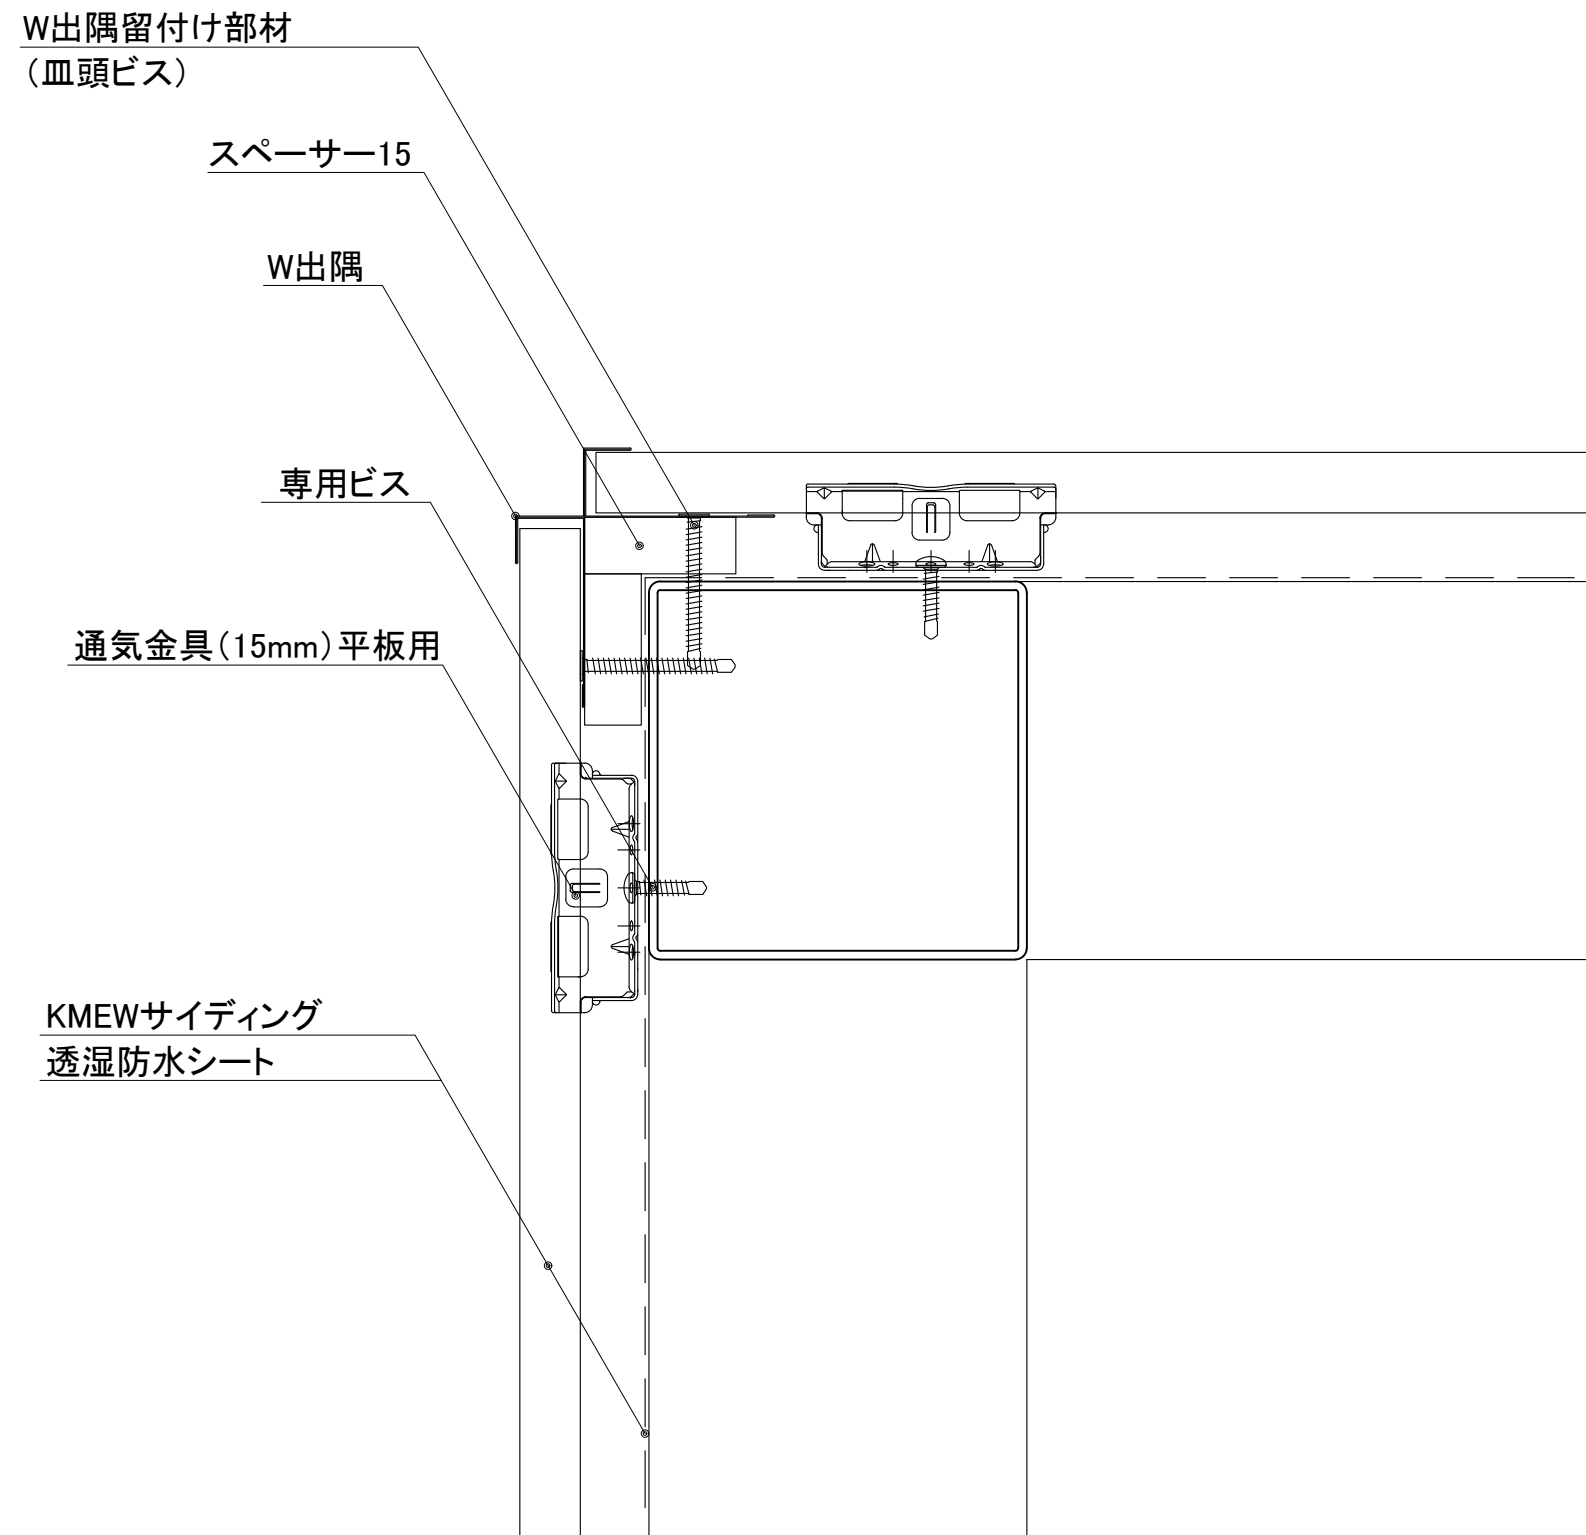 W出隅留付け部材
（皿頭ビス）
スペーサー15
W出隅
専用ビス
通気金具（15mm）平板用
KMEWサイディング
透湿防水シート